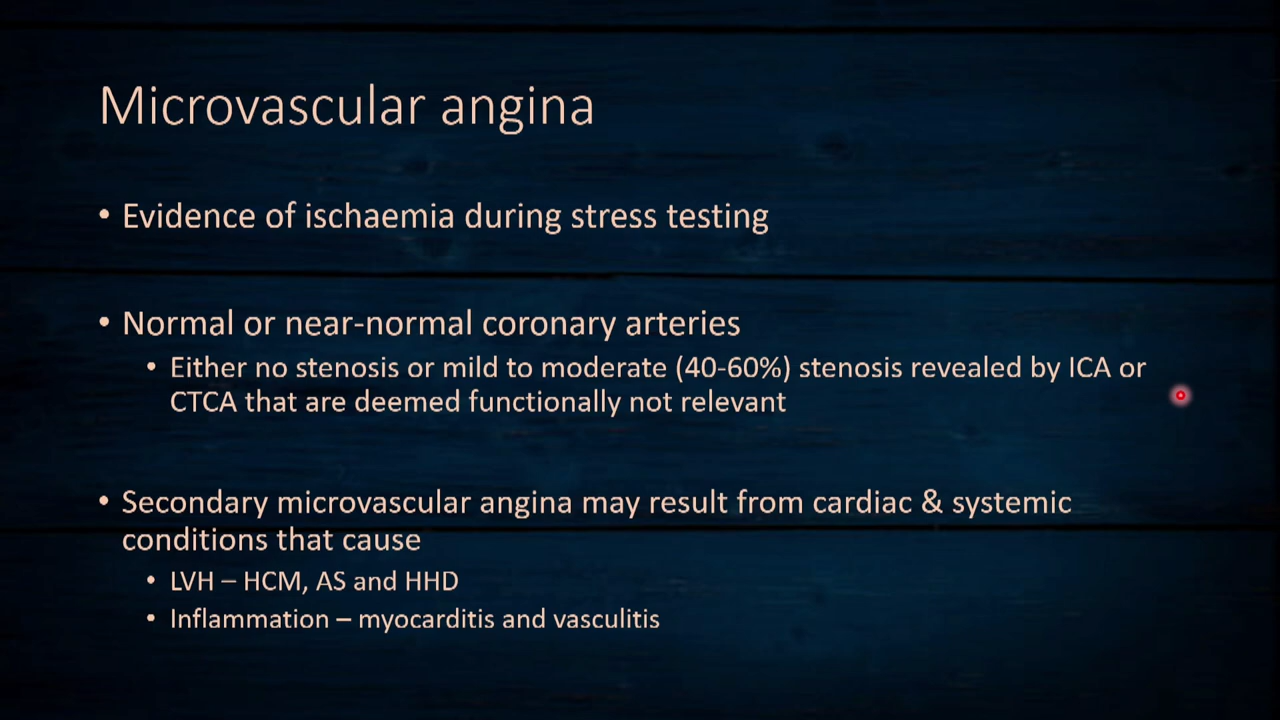 Microvascular angina
• Evidence of ischaemia during stress testing
• Normal or near-normal coronary arteries
• Either no stenosis or mild to moderate (40-60%) stenosis revealed by ICA or
CTCA that are deemed functionally not relevant
• Secondary microvascular angina may result from cardiac & systemic
conditions that cause
• LVH – HCM, AS and HHD
• Inflammation – myocarditis and vasculitis